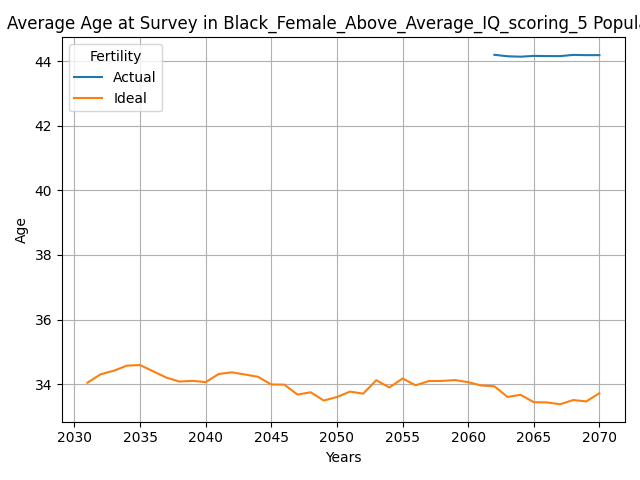 Average Age at Survey in Black_Female_Above_Average_IQ_scoring_5 Popula
Fertility
Actual
Ideal
44
42
40
38
36
34
Age
2030 2035 2040 2045 2050 2055 2060 2065 2070
Years